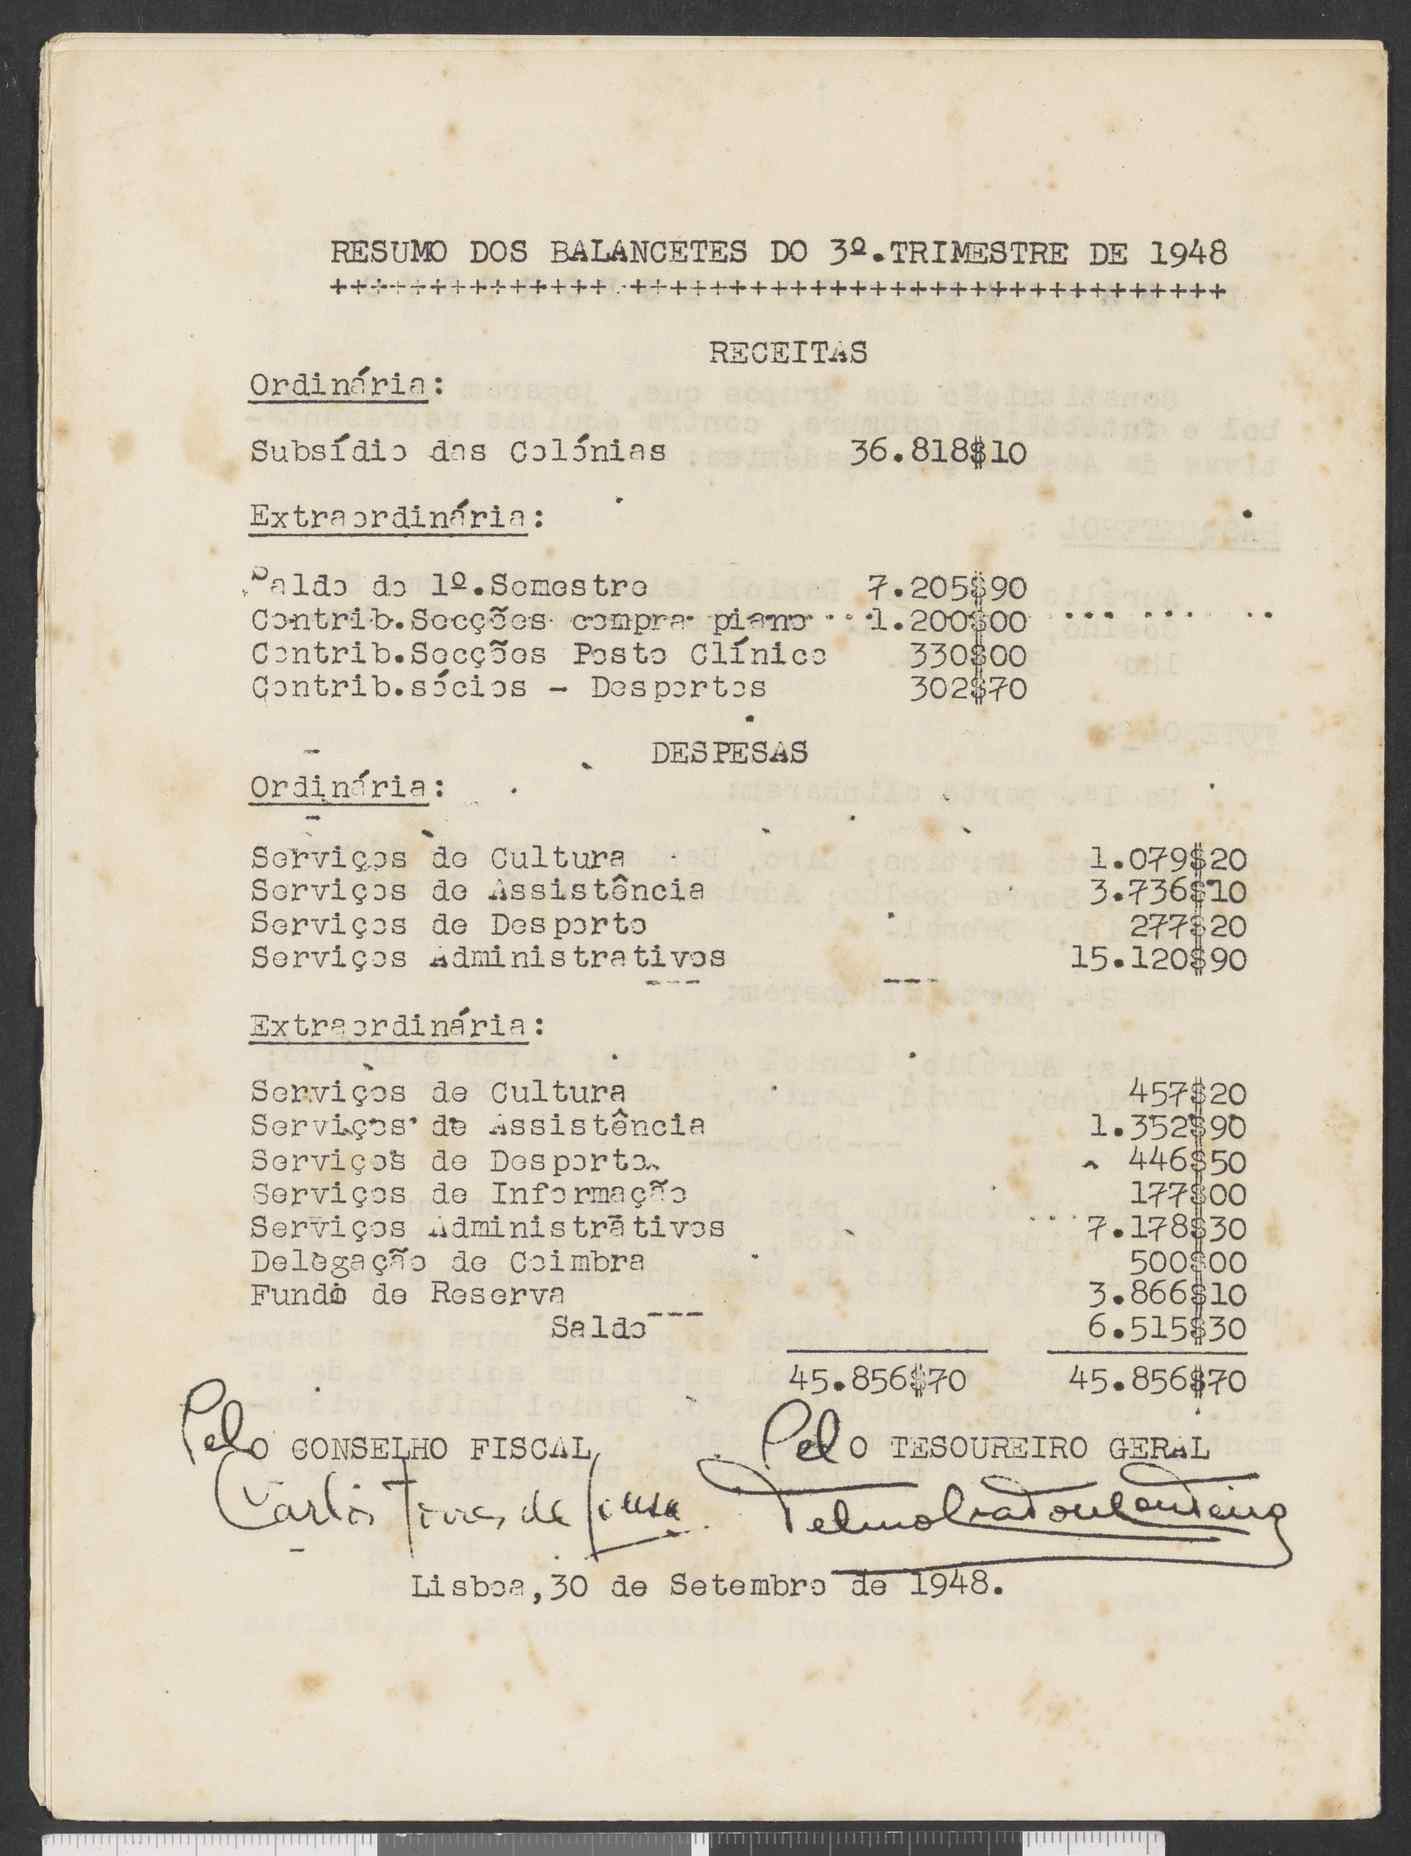 RESUMO DOS BALANCETES DO 3º.TRIMESTRE DE 1948
+++++++++++++++++++++++++++++++++++++++++++++
RECEITAS
Ordinária:
Subsídio das Colónias 36.818$10
Extraordinária:
Saldo do 1º.Semestre 7.205$90
Contrib.Secções compra piano 1.200$00
Contrib.Secções Posto Clínico 330$00
Contrib.sócios - Desportos 302$70
DESPESAS
Ordinária:
Serviços de Cultura 1.079$20
Serviços de Assistência 3.736$10
Serviços de Desporto 277$20
Serviços Administrativos 15.120$90
Extraordinária:
Serviços de Cultura 457$20
Serviços de Assistência 1.352$90
Serviços de Desporto 446$50
Serviços de Informação 177$00
Serviços Administrativos 7.178$30
Delegação de Coimbra 500$00
Fundo de Reserva 3.866$10
Saldo 6.515$30
45.856$70 45.856$70
Pelo CONSELHO FISCAL Pelo TESOUREIRO GERAL
Carlos de
Lisboa,30 de Setembro de 1948.